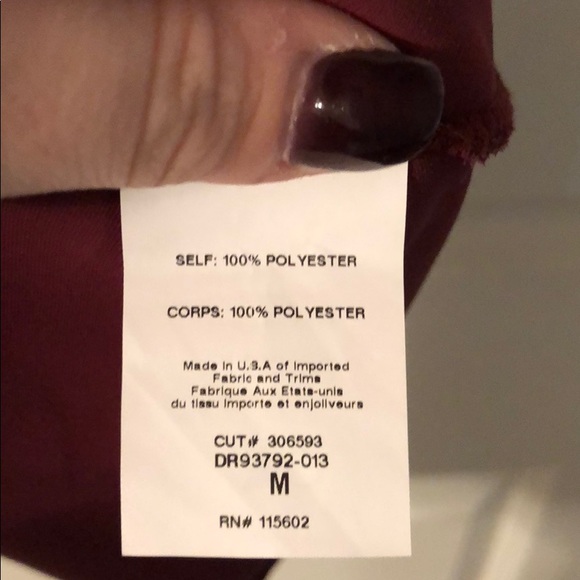 SELF: 100% POLYESTER
CORPS: 100% POLYESTER
Made in U.S.A of Imported
Fabric and Trims
Fabrique Aux Etats-unis
du tissu importe et enjoliveurs
CUT# 306593
DR93792-013
M
RN# 115602